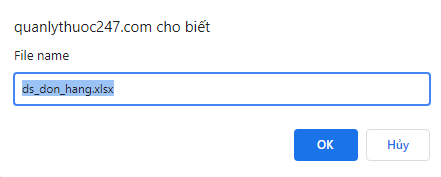 quanlythuoc247.com cho biết
File name
ds_don_hang.xlsx
OK
Hủy